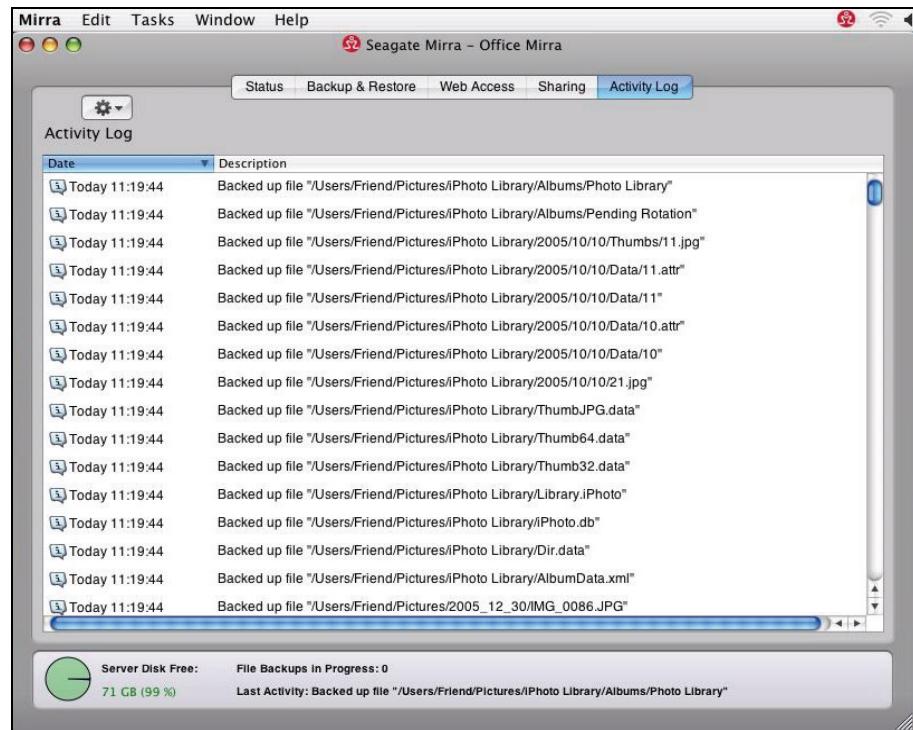 Mirra Edit Tasks Window Help
Seagate Mirra – Office Mirra
Status Backup & Restore Web Access Sharing Activity Log
Activity Log
Date Description
Today 11:19:44 Backed up file "/Users/Friend/Pictures/iPhoto Library/Albums/Photo Library"
Today 11:19:44 Backed up file "/Users/Friend/Pictures/iPhoto Library/Albums/Pending Rotation"
Today 11:19:44 Backed up file "/Users/Friend/Pictures/iPhoto Library/2005/10/10/Thumbs/11.jpg"
Today 11:19:44 Backed up file "/Users/Friend/Pictures/iPhoto Library/2005/10/10/Data/11.attr"
Today 11:19:44 Backed up file "/Users/Friend/Pictures/iPhoto Library/2005/10/10/Data/11"
Today 11:19:44 Backed up file "/Users/Friend/Pictures/iPhoto Library/2005/10/10/Data/10.attr"
Today 11:19:44 Backed up file "/Users/Friend/Pictures/iPhoto Library/2005/10/10/Data/10"
Today 11:19:44 Backed up file "/Users/Friend/Pictures/iPhoto Library/2005/10/10/21.jpg"
Today 11:19:44 Backed up file "/Users/Friend/Pictures/iPhoto Library/ThumbJPG.data"
Today 11:19:44 Backed up file "/Users/Friend/Pictures/iPhoto Library/Thumb64.data"
Today 11:19:44 Backed up file "/Users/Friend/Pictures/iPhoto Library/Thumb32.data"
Today 11:19:44 Backed up file "/Users/Friend/Pictures/iPhoto Library/Library.iPhoto"
Today 11:19:44 Backed up file "/Users/Friend/Pictures/iPhoto Library/iPhoto.db"
Today 11:19:44 Backed up file "/Users/Friend/Pictures/iPhoto Library/Dir.data"
Today 11:19:44 Backed up file "/Users/Friend/Pictures/iPhoto Library/AlbumData.xml"
Today 11:19:44 Backed up file "/Users/Friend/Pictures/2005_12_30/IMG_0086.JPG"
Server Disk Free: File Backups in Progress: 0
71 GB (99 %) Last Activity: Backed up file "/Users/Friend/Pictures/iPhoto Library/Albums/Photo Library"